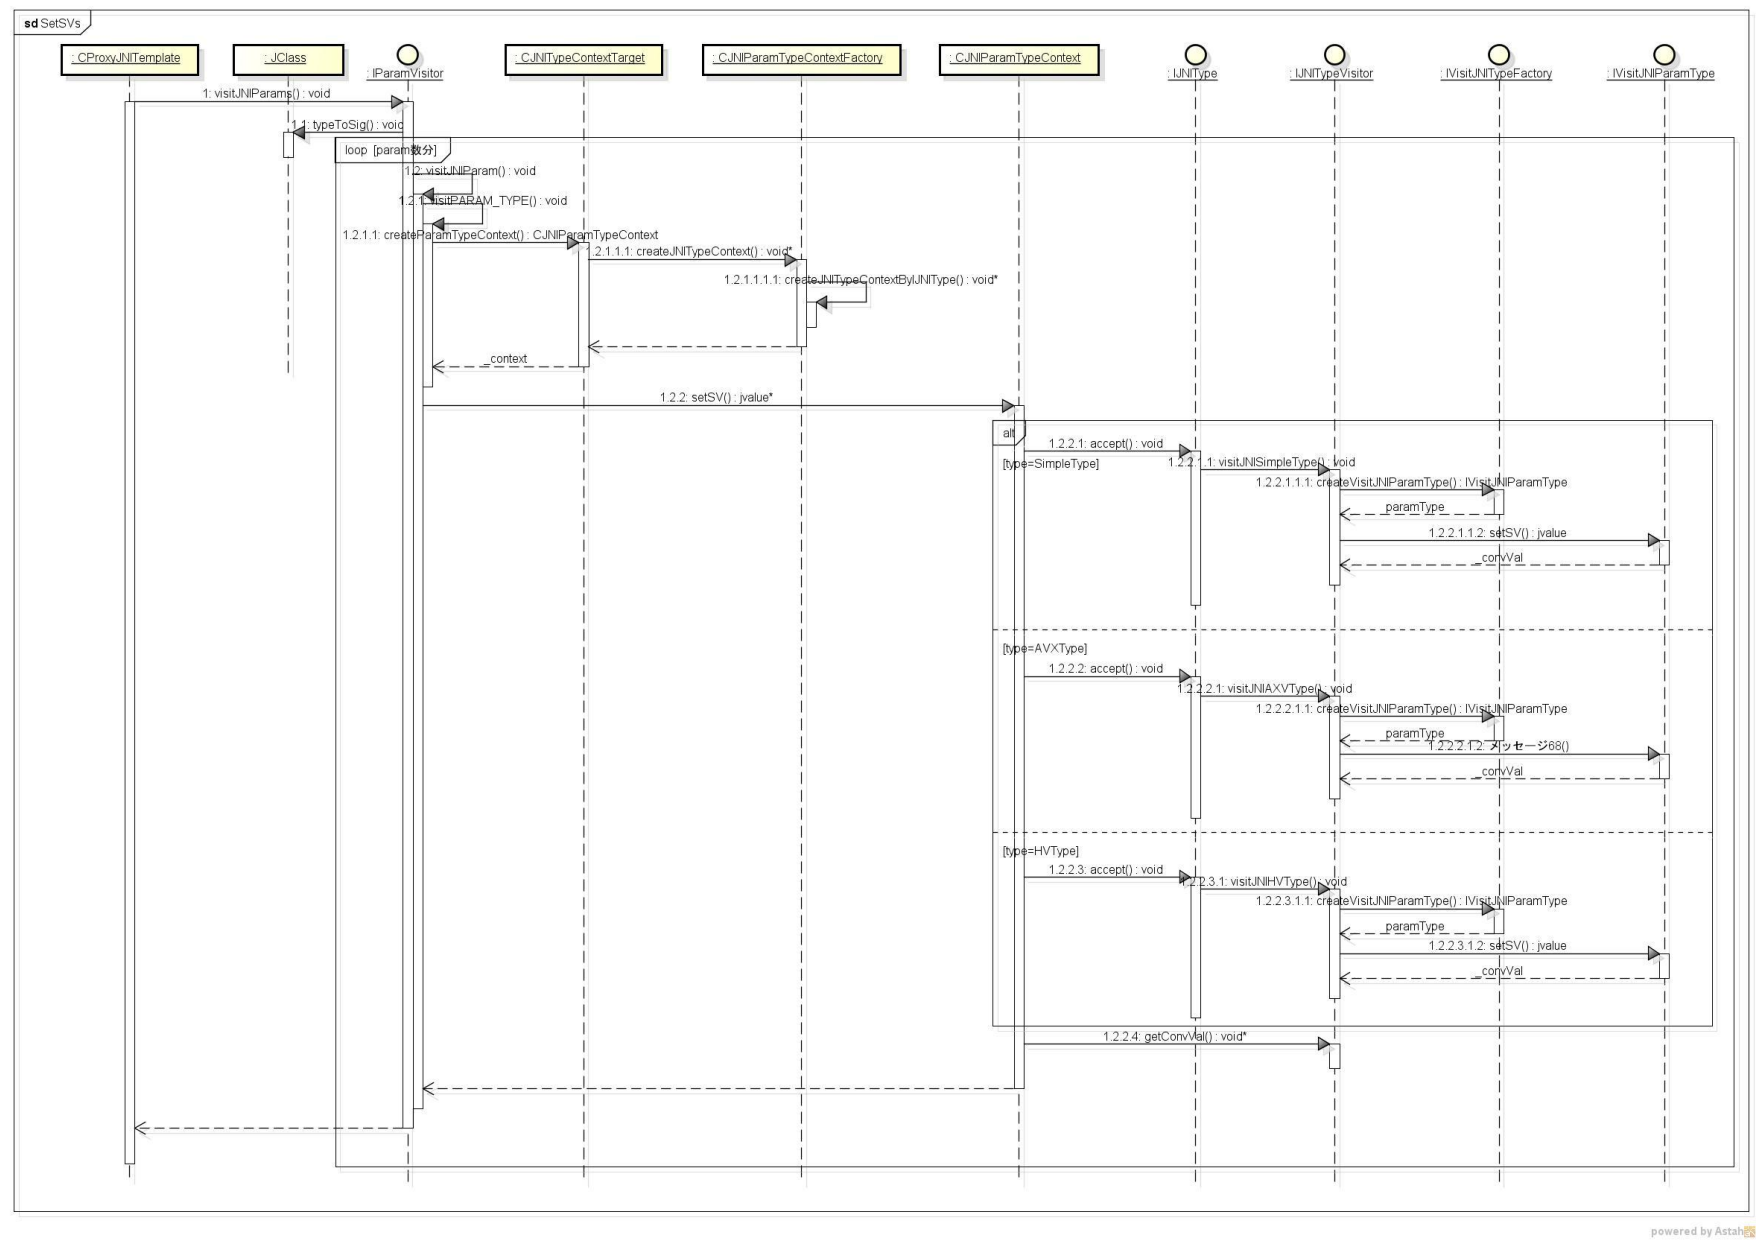 sd SetSVs
: CProxyJNITemplate
: JClass
: IParamVisitor
: CJNITypeContextTarget
: CJNIParamTypeContextFactory
: CJNIParamTypeContext
: IJNIType
: IJNITypeVisitor
: IVisitJNITypeFactory
: IVisitJNIParamType
1: visitJNIParams() : void
1.1: typeToSig() : void
loop [param数分]
1.2: visitJNIParam() : void
1.2.1: visitPARAM_TYPE() : void
1.2.1.1: createParamTypeContext() : CJNIParamTypeContext
1.2.1.1.1: createJNITypeContext() : void*
1.2.1.1.1.1: createJNITypeContextByIJNIType() : void*
_context
1.2.2: setSV() : jvalue*
alt
1.2.2.1: accept() : void
[type=SimpleType]
1.2.2.1.1: visitJNISimpleType() : void
1.2.2.1.1.1: createVisitJNIParamType() : IVisitJNIParamType
paramType
1.2.2.1.1.2: setSV() : jvalue
_convVal
[type=AVXType]
1.2.2.2: accept() : void
1.2.2.2.1: visitJNIAXVType() : void
1.2.2.2.1.1: createVisitJNIParamType() : IVisitJNIParamType
paramType
1.2.2.2.1.2: メッセージ68()
_convVal
[type=HVType]
1.2.2.3: accept() : void
1.2.2.3.1: visitJNIHVType() : void
1.2.2.3.1.1: createVisitJNIParamType() : IVisitJNIParamType
paramType
1.2.2.3.1.2: setSV() : jvalue
_convVal
1.2.2.4: getConvVal() : void*
powered by Astah